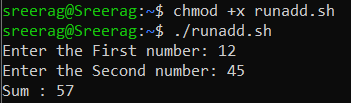 sreerag@Sreerag:~$ chmod +x runadd.sh
sreerag@Sreerag:~$ ./runadd.sh
Enter the First number: 12
Enter the Second number: 45
Sum : 57